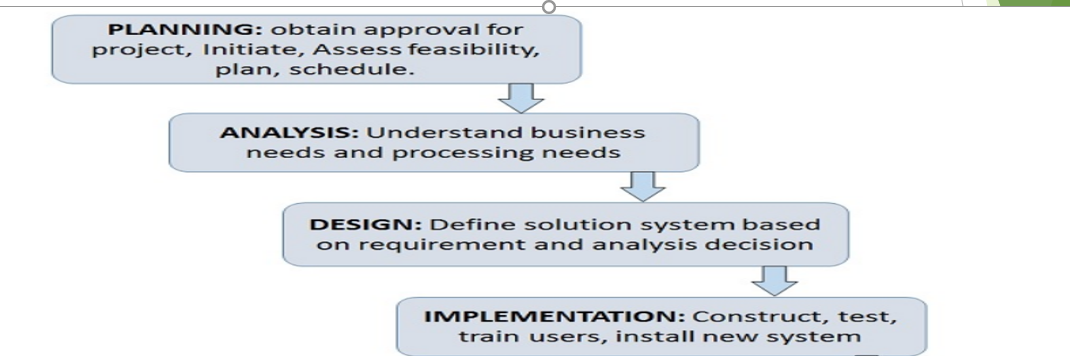 PLANNING: obtain approval for
project, Initiate, Assess feasibility,
plan, schedule.
ANALYSIS: Understand business
needs and processing needs
DESIGN: Define solution system based
on requirement and analysis decision
IMPLEMENTATION: Construct, test,
train users, install new system